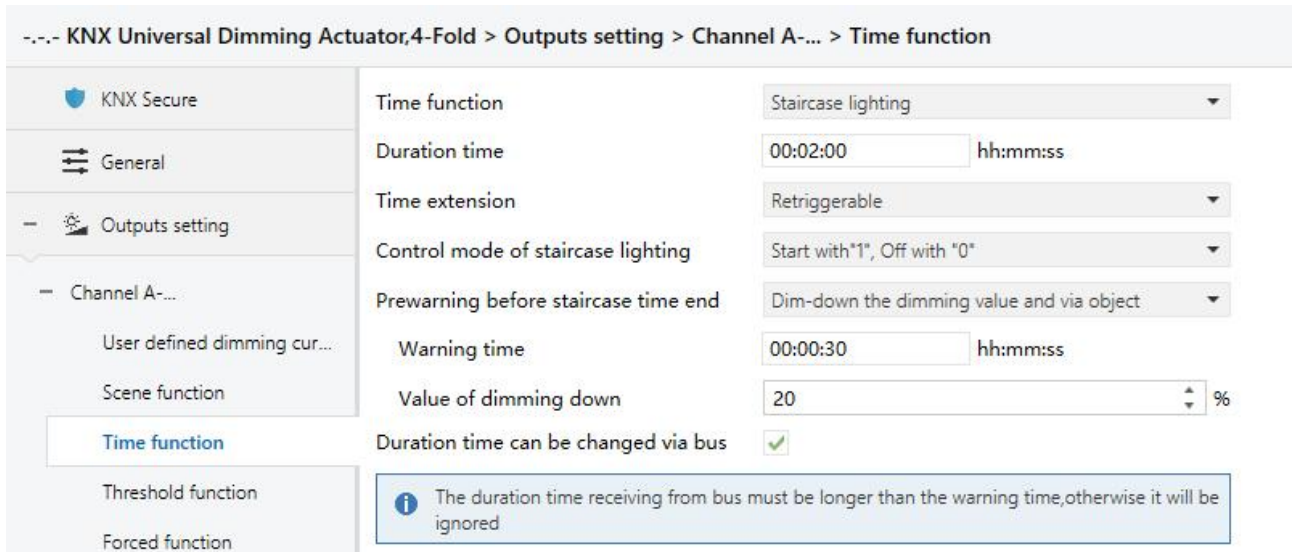 -.-.- KNX Universal Dimming Actuator,4-Fold > Outputs setting > Channel A-... > Time function
KNX Secure
General
Outputs setting
Channel A-...
User defined dimming cur...
Scene function
Time function
Threshold function
Forced function
Time function Staircase lighting
Duration time 00:02:00 hh:mm:ss
Time extension Retriggerable
Control mode of staircase lighting Start with"1", Off with "0"
Prewarning before staircase time end Dim-down the dimming value and via object
Warning time 00:00:30 hh:mm:ss
Value of dimming down 20 %
Duration time can be changed via bus
The duration time receiving from bus must be longer than the warning time,otherwise it will be
ignored